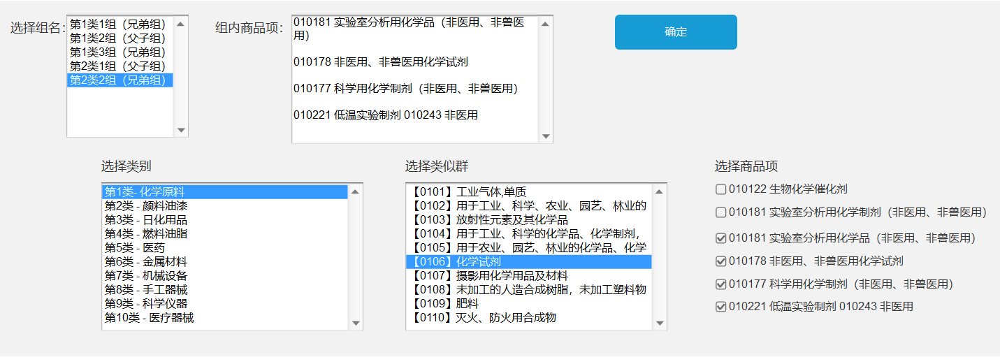 选择组名：
第1类1组（兄弟组）
第1类2组（父子组）
第1类3组（兄弟组）
第2类1组（父子组）
第2类2组（兄弟组）
组内商品项：
010181 实验室分析用化学品（非医用、非兽医
用）
010178 非医用、非兽医用化学试剂
010177 科学用化学制剂（非医用、非兽医用）
010221 低温实验制剂 010243 非医用
确定
选择类别
第1类- 化学原料
第2类 - 颜料油漆
第3类 - 日化用品
第4类 - 燃料油脂
第5类 - 医药
第6类 - 金属材料
第7类 - 机械设备
第8类 - 手工器械
第9类 - 科学仪器
第10类 - 医疗器械
选择类似群
【0101】工业气体,单质
【0102】用于工业、科学、农业、园艺、林业的
【0103】放射性元素及其化学品
【0104】用于工业、科学的化学品、化学制剂，
【0105】用于农业、园艺、林业的化学品、化学
【0106】化学试剂
【0107】摄影用化学用品及材料
【0108】未加工的人造合成树脂，未加工塑料物
【0109】肥料
【0110】灭火、防火用合成物
选择商品项
010122 生物化学催化剂
010181 实验室分析用化学制剂（非医用、非兽医用）
010181 实验室分析用化学品（非医用、非兽医用）
010178 非医用、非兽医用化学试剂
010177 科学用化学制剂（非医用、非兽医用）
010221 低温实验制剂 010243 非医用